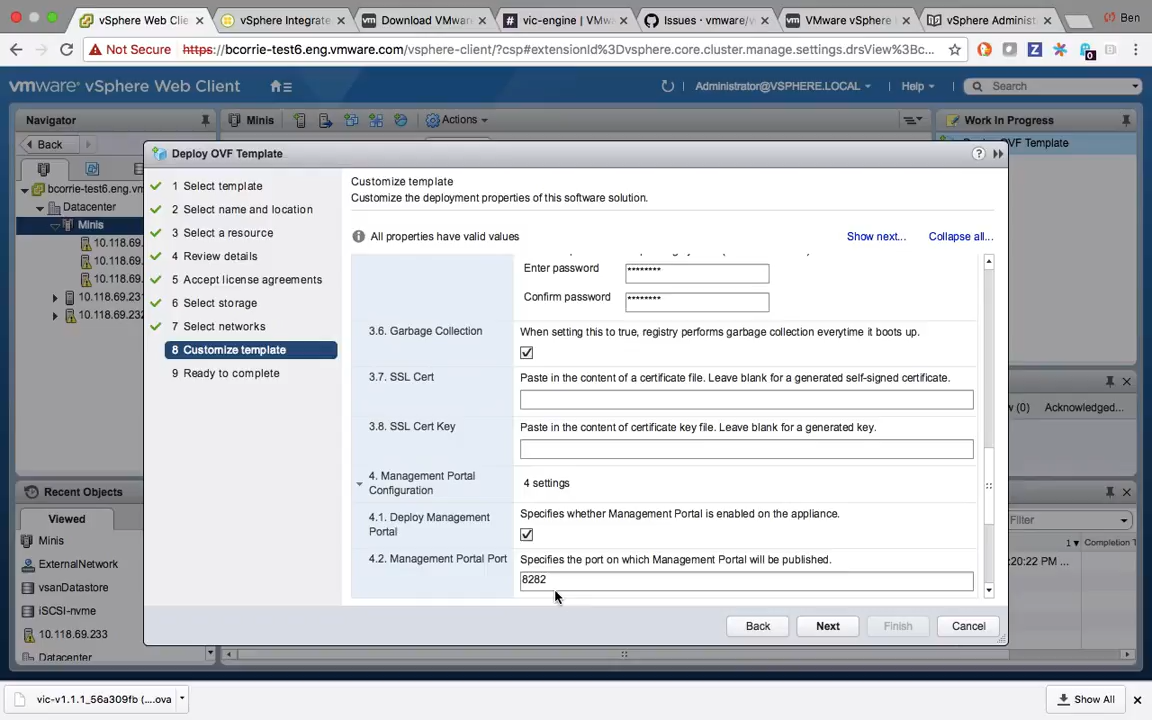 vSphere Web Clie
vSphere Integrate
Download VMwar
vic-engine | VMw
Issues · vmware/v
VMware vSphere
vSphere Administ
Ben
Not Secure
https://bcorrie-test6.eng.vmware.com/vsphere-client/?csp#extensionId%3Dvsphere.core.cluster.manage.settings.drsView%3Bc...
0
vmware® vSphere Web Client
Administrator@VSPHERE.LOCAL
Help
Search
Navigator
Back
Minis
Actions
Work In Progress
Deploy OVF Template
OVF Template
bcorrie-test6.eng.vm
Datacenter
Minis
10.118.69.
10.118.69.
10.118.69.
10.118.69.231
10.118.69.232
1 Select template
2 Select name and location
3 Select a resource
4 Review details
5 Accept license agreements
6 Select storage
7 Select networks
8 Customize template
9 Ready to complete
Customize template
Customize the deployment properties of this software solution.
All properties have valid values
Show next...
Collapse all...
Enter password
********
Confirm password
********
3.6. Garbage Collection
When setting this to true, registry performs garbage collection everytime it boots up.
3.7. SSL Cert
Paste in the content of a certificate file. Leave blank for a generated self-signed certificate.
3.8. SSL Cert Key
Paste in the content of certificate key file. Leave blank for a generated key.
4. Management Portal
Configuration
4 settings
4.1. Deploy Management
Portal
Specifies whether Management Portal is enabled on the appliance.
4.2. Management Portal Port
Specifies the port on which Management Portal will be published.
8282
Back
Next
Finish
Cancel
w (0)
Acknowledged...
Filter
1
Completion T
:20:22 PM ...
Recent Objects
Viewed
Minis
ExternalNetwork
vsanDatastore
iSCSI-nvme
10.118.69.233
Datacenter
vic-v1.1.1_56a309fb (....ova
Show All